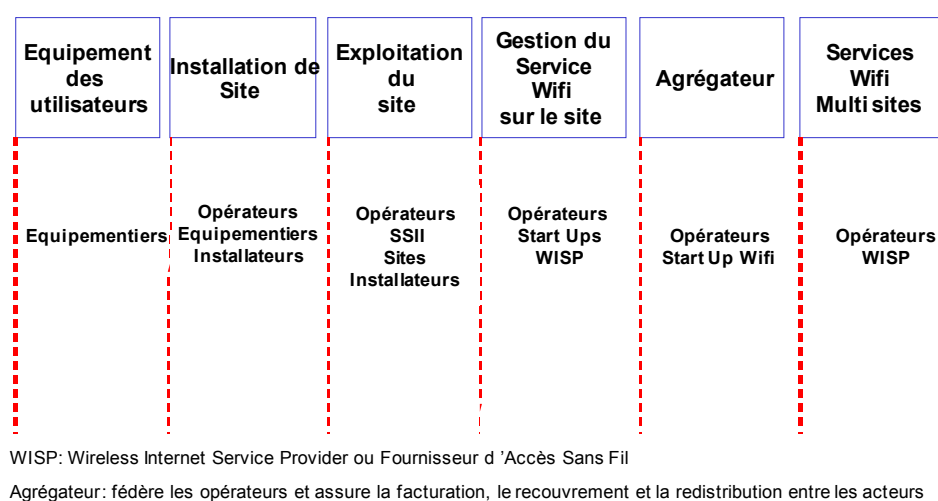 Equipement
des
utilisateurs
Installation de
Site
Exploitation
du
site
Gestion du
Service
Wifi
sur le site
Agrégateur
Services
Wifi
Multi sites
Equipementiers
Opérateurs
Equipementiers
Installateurs
Opérateurs
SSII
Sites
Installateurs
Opérateurs
Start Ups
WISP
Opérateurs
Start Up Wifi
Opérateurs
WISP
WISP: Wireless Internet Service Provider ou Fournisseur d 'Accès Sans Fil
Agrégateur: fédère les opérateurs et assure la facturation, le recouvrement et la redistribution entre les acteurs